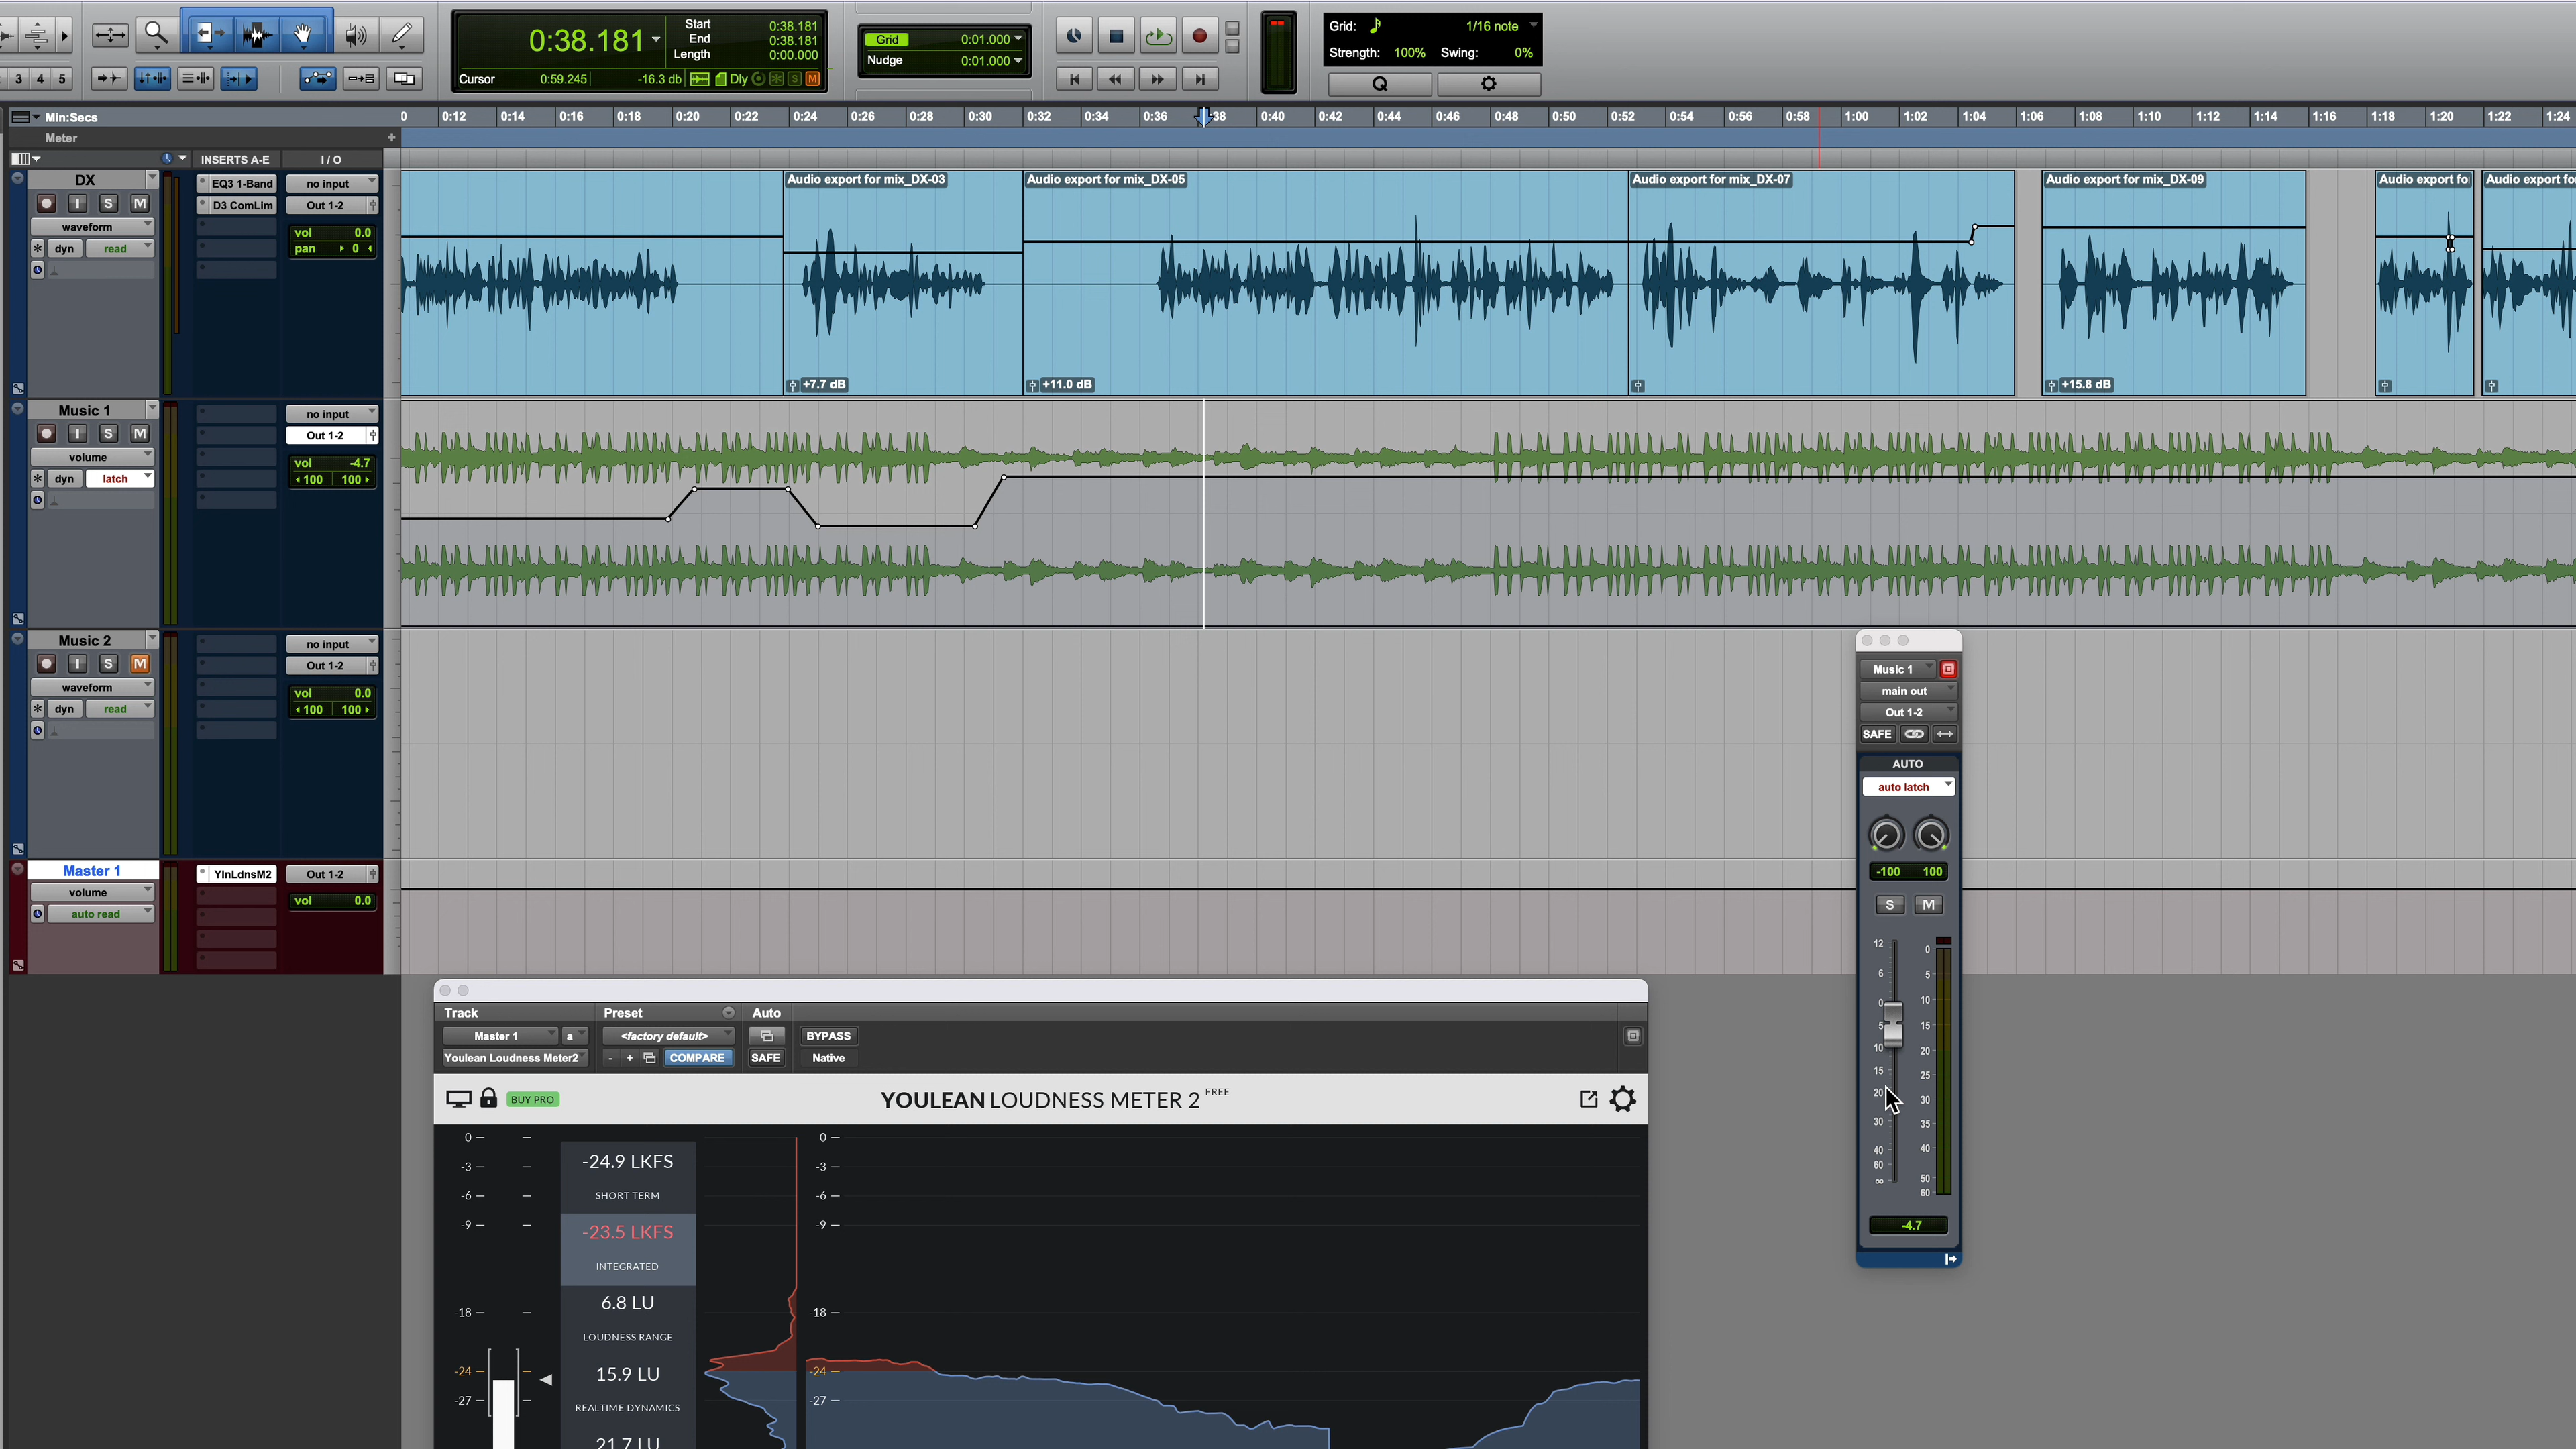 0:38.181
Start 0:38.181
End 0:38.181
Length 0:00.000
Cursor 0:59.245 -16.3 db Dly S M
Grid 0:01.000
Nudge 0:01.000
Grid: 1/16 note
Strength: 100% Swing: 0%
Q
3 4 5
Min:Secs
0 0:12 0:14 0:16 0:18 0:20 0:22 0:24 0:26 0:28 0:30 0:32 0:34 0:36 0:38 0:40 0:42 0:44 0:46 0:48 0:50 0:52 0:54 0:56 0:58 1:00 1:02 1:04 1:06 1:08 1:10 1:12 1:14 1:16 1:18 1:20 1:22 1:24
Meter +
INSERTS A-E I / O
DX
I S M
waveform
dyn read
EQ3 1-Band
D3 ComLim
no input
Out 1-2
vol 0.0
pan 0
Audio export for mix_DX-03
Audio export for mix_DX-05
Audio export for mix_DX-07
Audio export for mix_DX-09
Audio export fo
Audio export fo
+7.7 dB
+11.0 dB
+15.8 dB
Music 1
I S M
volume
dyn latch
no input
Out 1-2
vol -4.7
100 100
Music 2
I S M
waveform
dyn read
no input
Out 1-2
vol 0.0
100 100
Master 1
volume
auto read
YlnLdnsM2
Out 1-2
vol 0.0
Music 1
main out
Out 1-2
SAFE
AUTO
auto latch
-100 100
S M
12
6
0
5
10
15
20
30
40
60
∞
0
5
10
15
20
25
30
35
40
50
60
-4.7
Track Preset Auto
Master 1 a <factory default> BYPASS
Youlean Loudness Meter2 - + COMPARE SAFE Native
BUY PRO
YOULEAN LOUDNESS METER 2 FREE
0
-3
-6
-9
-18
-24
-27
-24.9 LKFS
SHORT TERM
-23.5 LKFS
INTEGRATED
6.8 LU
LOUDNESS RANGE
15.9 LU
REALTIME DYNAMICS
21.7 LU
0
-3
-6
-9
-18
-24
-27